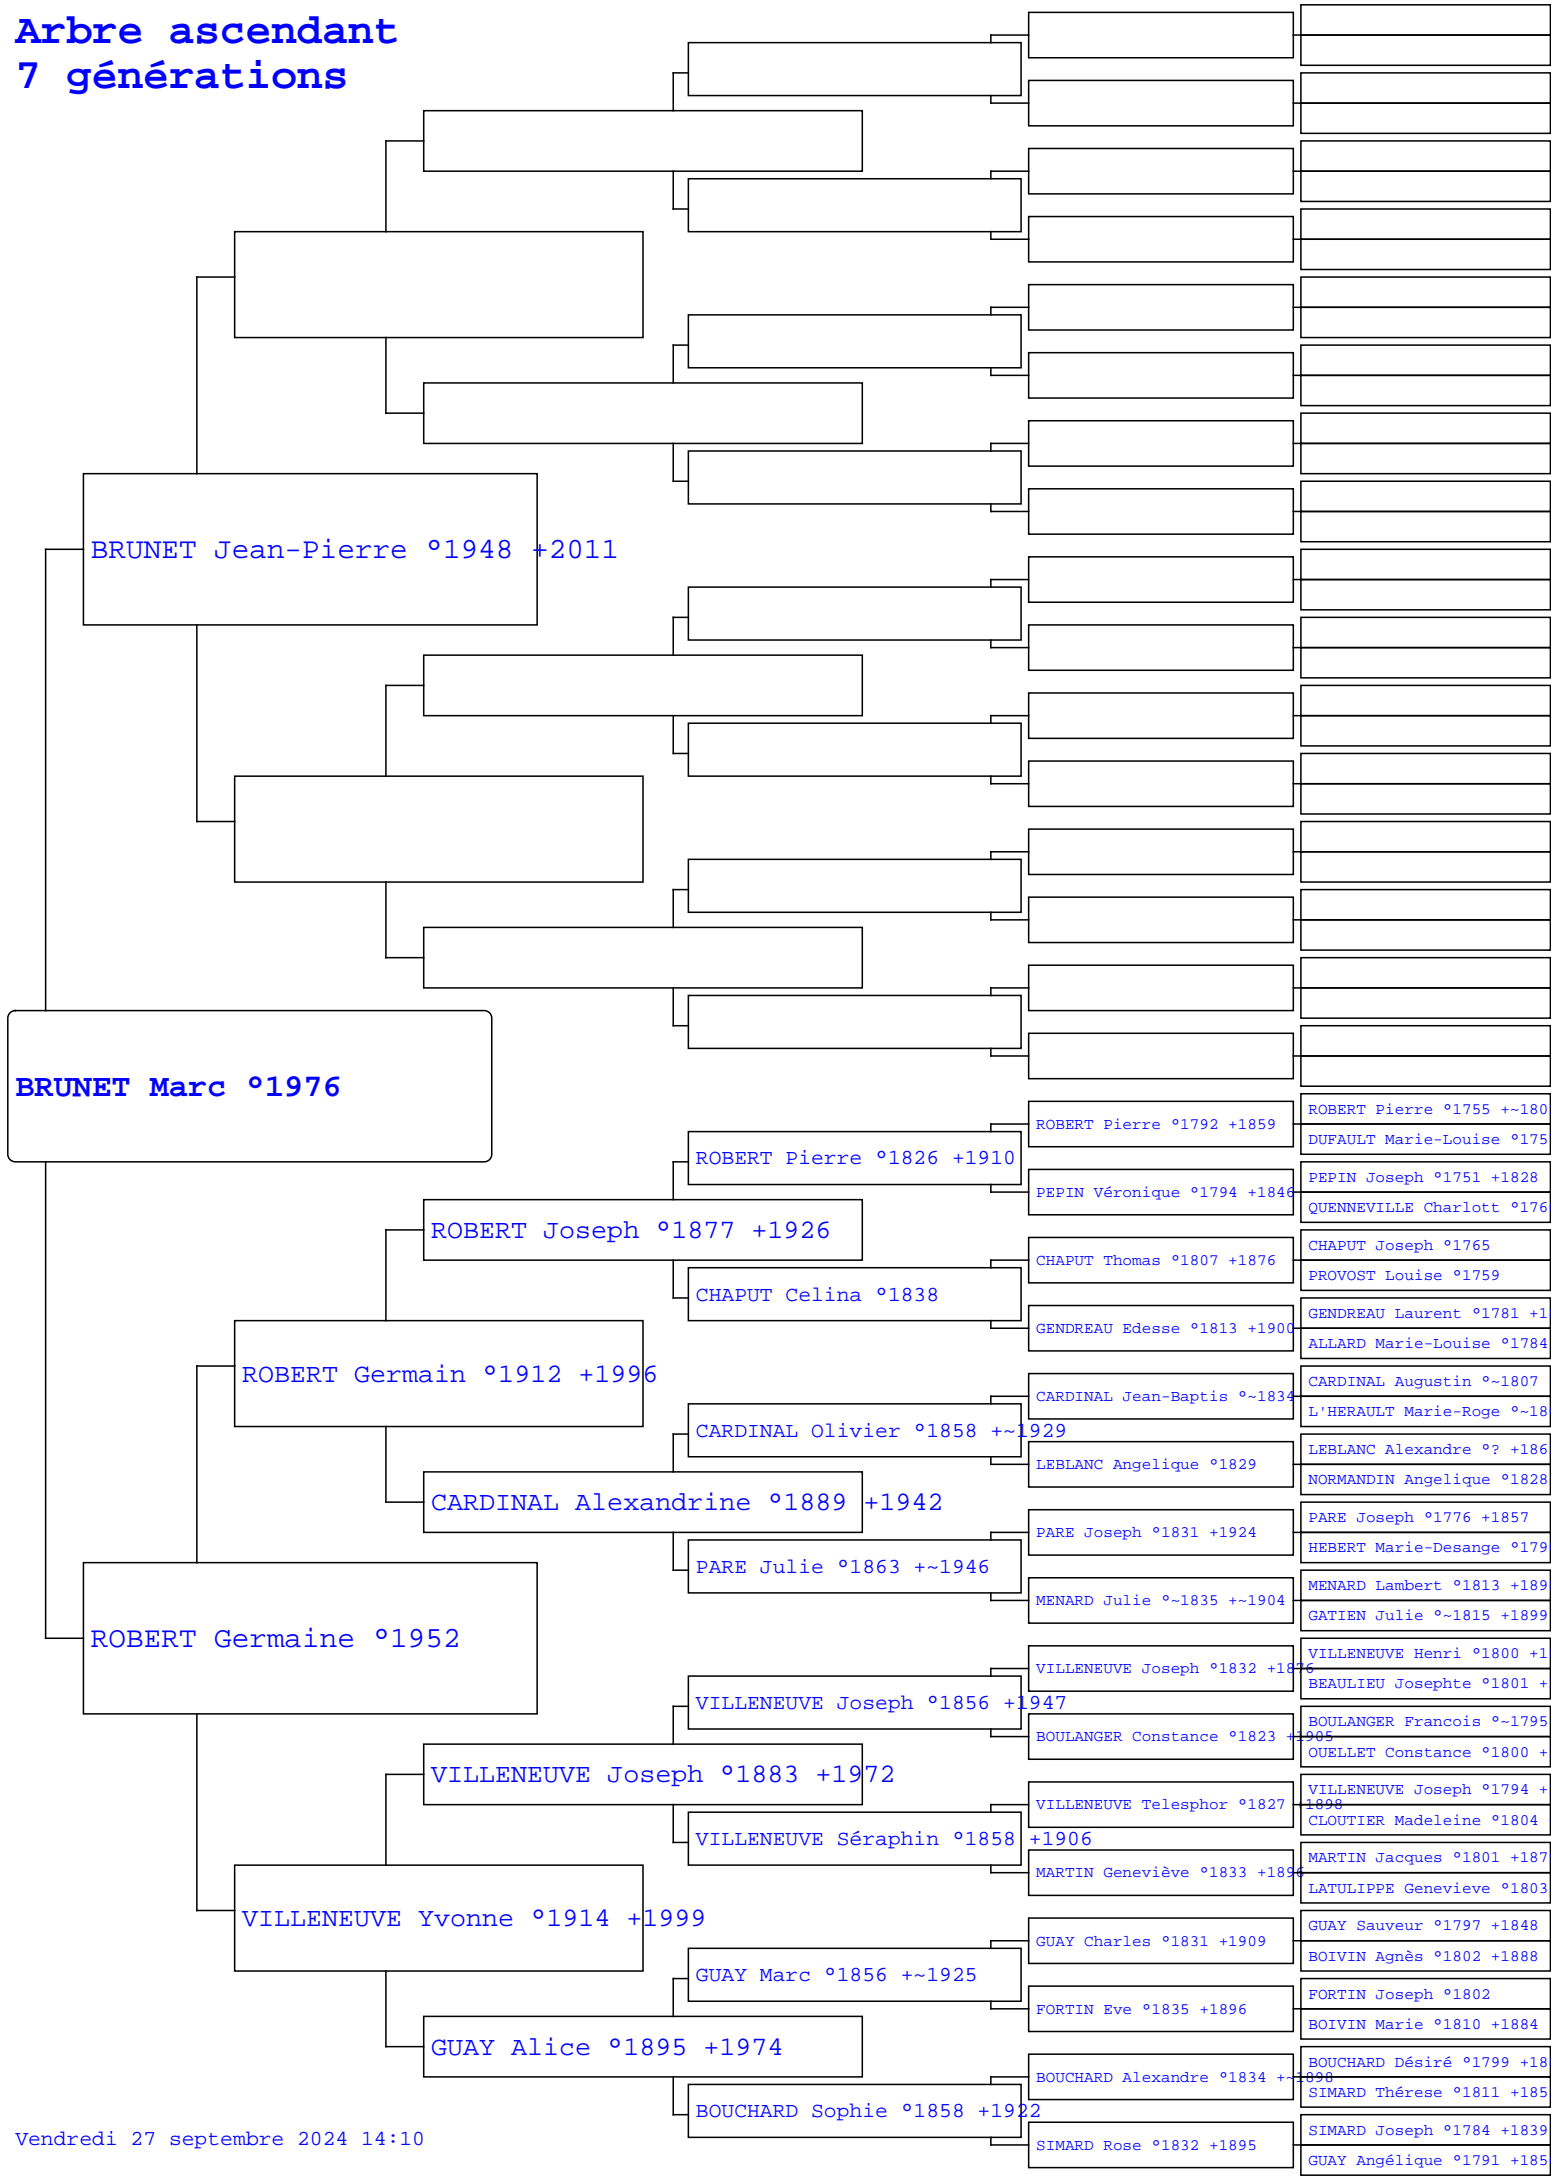 Arbre ascendant
7 générations
BRUNET Jean-Pierre °1948 +2011
BRUNET Marc °1976
ROBERT Pierre °1755 +~180
ROBERT Pierre °1792 +1859
DUFAULT Marie-Louise °175
ROBERT Pierre °1826 +1910
PEPIN Joseph °1751 +1828
PEPIN Véronique °1794 +1846
QUENNEVILLE Charlott °176
ROBERT Joseph °1877 +1926
CHAPUT Joseph °1765
CHAPUT Thomas °1807 +1876
PROVOST Louise °1759
CHAPUT Celina °1838
GENDREAU Laurent °1781 +1
GENDREAU Edesse °1813 +1900
ALLARD Marie-Louise °1784
ROBERT Germain °1912 +1996
CARDINAL Augustin °~1807
CARDINAL Jean-Baptis °~1834
L'HERAULT Marie-Roge °~18
CARDINAL Olivier °1858 +~1929
LEBLANC Alexandre °? +186
LEBLANC Angelique °1829
NORMANDIN Angelique °1828
CARDINAL Alexandrine °1889 +1942
PARE Joseph °1776 +1857
PARE Joseph °1831 +1924
HEBERT Marie-Desange °179
PARE Julie °1863 +~1946
MENARD Lambert °1813 +189
MENARD Julie °~1835 +~1904
GATIEN Julie °~1815 +1899
ROBERT Germaine °1952
VILLENEUVE Henri °1800 +1
VILLENEUVE Joseph °1832 +1876
BEAULIEU Josephte °1801 +
VILLENEUVE Joseph °1856 +1947
BOULANGER Francois °~1795
BOULANGER Constance °1823 +1905
OUELLET Constance °1800 +
VILLENEUVE Joseph °1883 +1972
VILLENEUVE Joseph °1794 +
VILLENEUVE Telesphor °1827 +1898
CLOUTIER Madeleine °1804
VILLENEUVE Séraphin °1858 +1906
MARTIN Jacques °1801 +187
MARTIN Geneviève °1833 +1896
LATULIPPE Genevieve °1803
VILLENEUVE Yvonne °1914 +1999
GUAY Sauveur °1797 +1848
GUAY Charles °1831 +1909
BOIVIN Agnès °1802 +1888
GUAY Marc °1856 +~1925
FORTIN Joseph °1802
FORTIN Eve °1835 +1896
BOIVIN Marie °1810 +1884
GUAY Alice °1895 +1974
BOUCHARD Désiré °1799 +18
BOUCHARD Alexandre °1834 +~1898
SIMARD Thérese °1811 +185
BOUCHARD Sophie °1858 +1922
SIMARD Joseph °1784 +1839
SIMARD Rose °1832 +1895
GUAY Angélique °1791 +185
Vendredi 27 septembre 2024 14:10